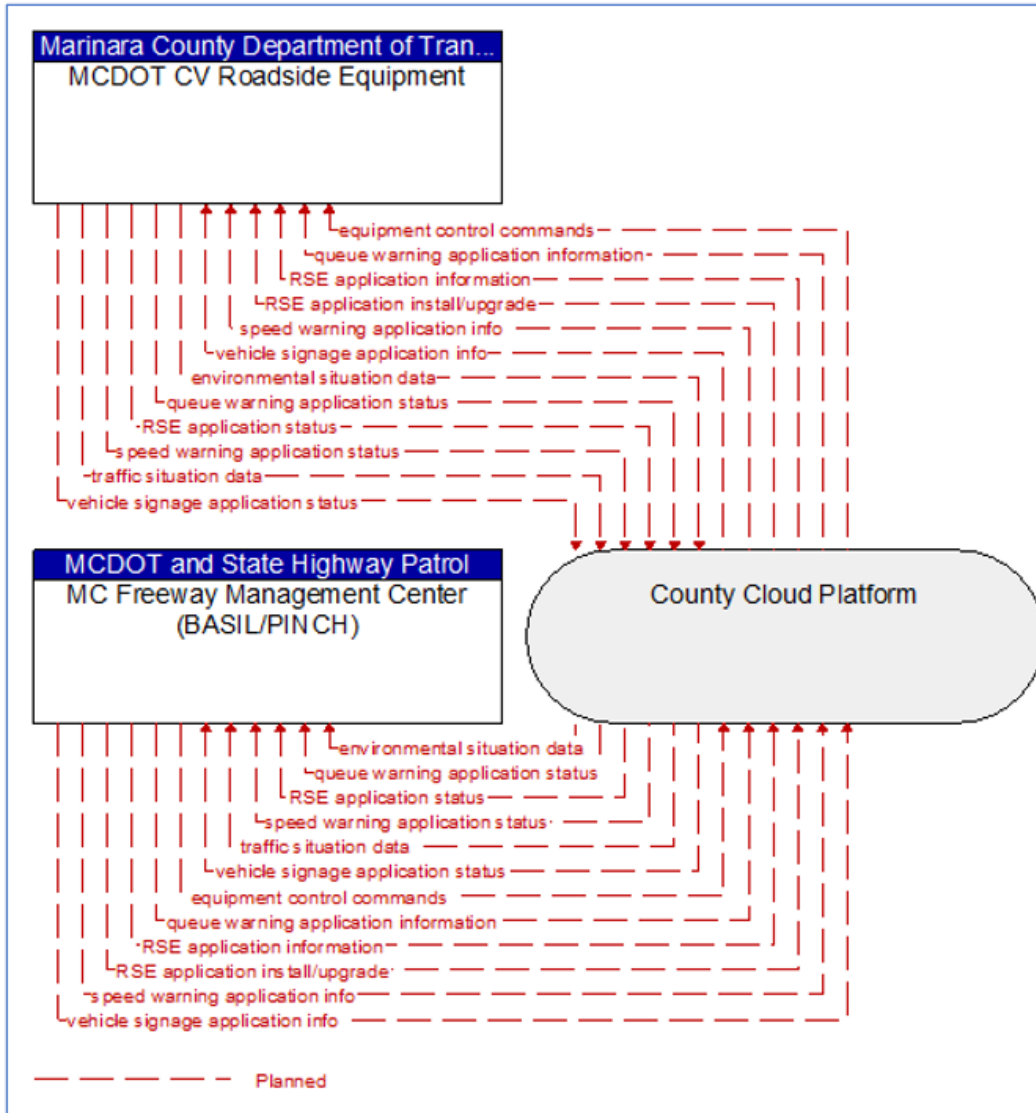 Marinara County Department of Tran...
MCDOT CV Roadside Equipment
equipment control commands
queue warning application information
RSE application information
RSE application install/upgrade
speed warning application info
vehicle signage application info
environmental situation data
queue warning application status
RSE application status
speed warning application status
traffic situation data
vehicle signage application status
MCDOT and State Highway Patrol
MC Freeway Management Center
(BASIL/PINCH)
County Cloud Platform
environmental situation data
queue warning application status
RSE application status
speed warning application status
traffic situation data
vehicle signage application status
equipment control commands
queue warning application information
RSE application information
RSE application install/upgrade
speed warning application info
vehicle signage application info
Planned